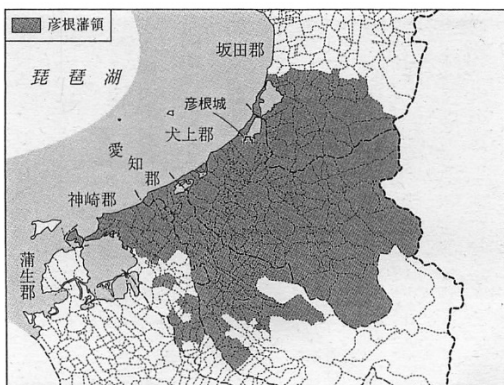 彦根藩領
坂田郡
琵琶湖
彦根城
犬上郡
愛知郡
神崎郡
蒲生郡